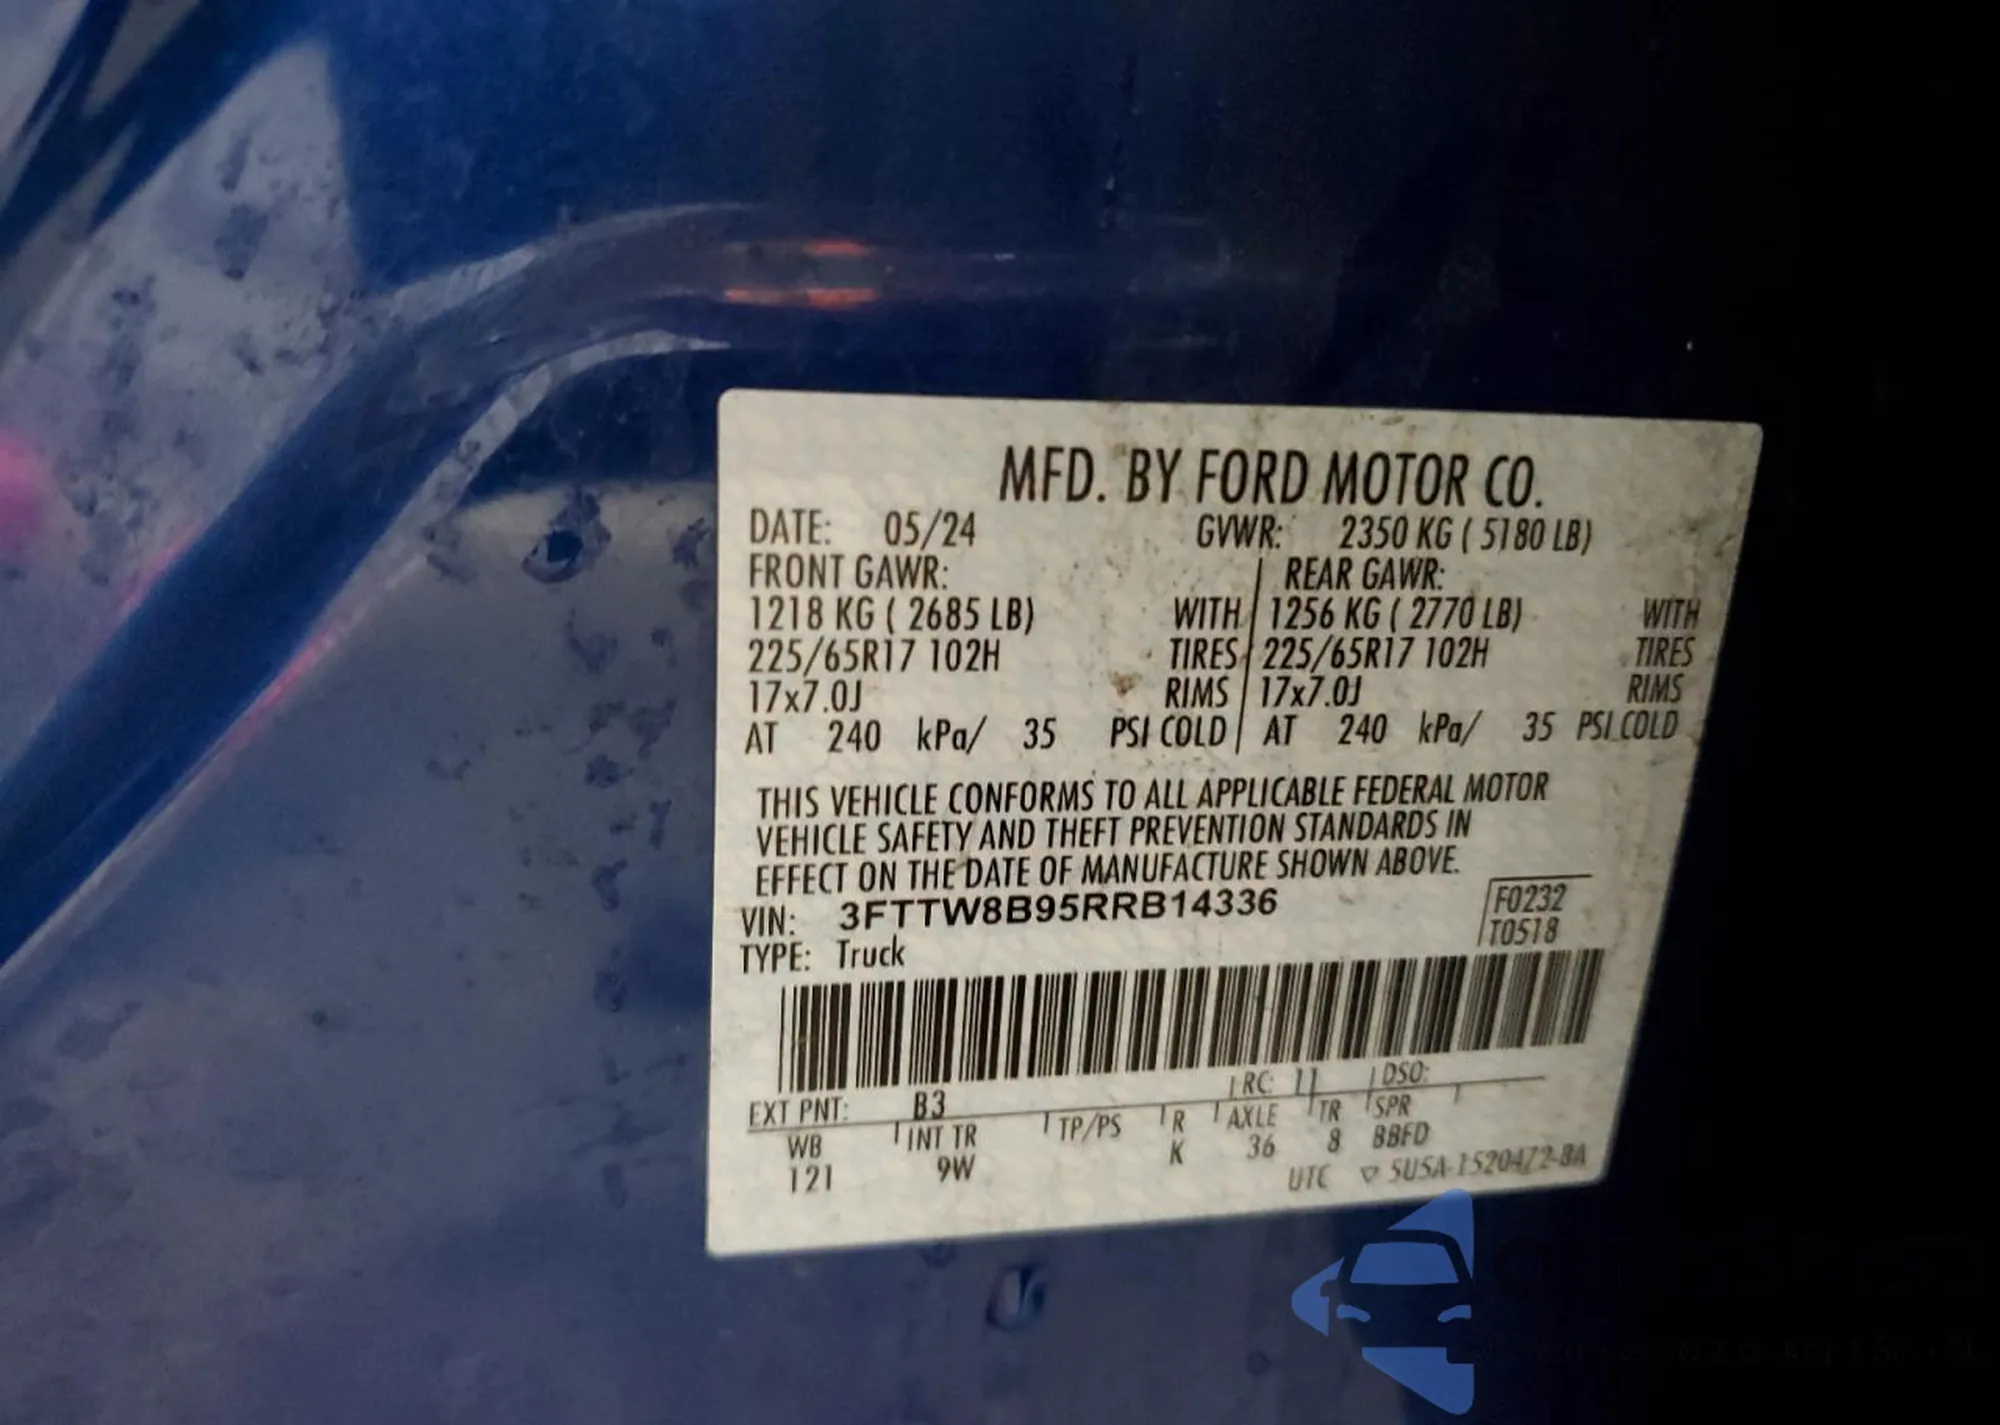 MFD. BY FORD MOTOR CO.
DATE: 05/24 GVWR: 2350 KG ( 5180 LB)
FRONT GAWR: REAR GAWR:
1218 KG ( 2685 LB) WITH 1256 KG ( 2770 LB) WITH
225/65R17 102H TIRES 225/65R17 102H TIRES
17x7.0J RIMS 17x7.0J RIMS
AT 240 kPa/ 35 PSI COLD AT 240 kPa/ 35 PSI COLD
THIS VEHICLE CONFORMS TO ALL APPLICABLE FEDERAL MOTOR
VEHICLE SAFETY AND THEFT PREVENTION STANDARDS IN
EFFECT ON THE DATE OF MANUFACTURE SHOWN ABOVE.
VIN: 3FTTW8B95RRB14336 F0232
TYPE: Truck T0518
EXT PNT: B3 RC: 11 DSO:
WB INT TR TP/PS R AXLE TR SPR
121 9W K 36 8 BBFD
UTC 5U5A-1520472-BA